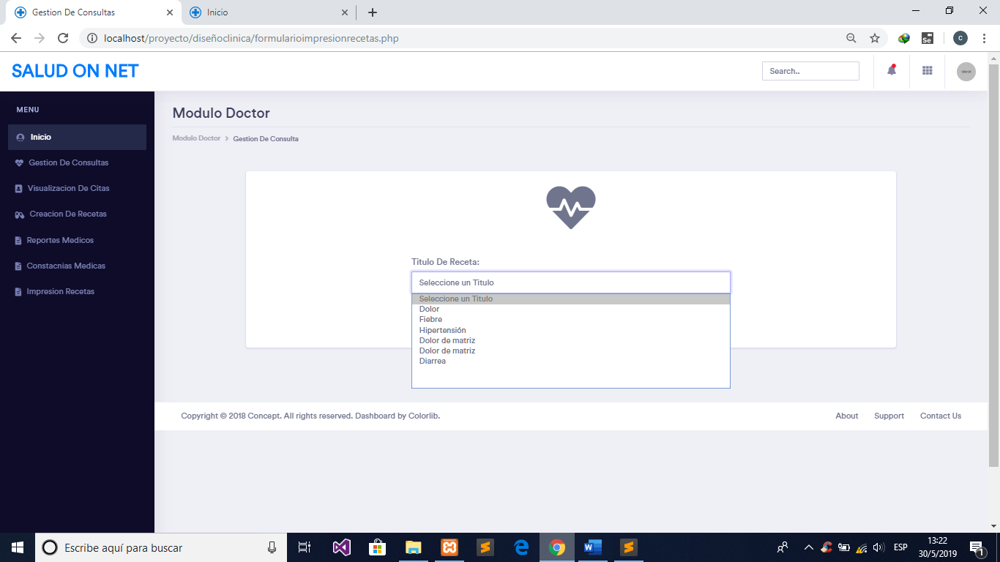 Gestion De Consultas
Inicio
localhost/proyecto/diseñoclinica/formularioimpresionrecetas.php
SALUD ON NET
Search..
MENU
Inicio
Gestion De Consultas
Visualizacion De Citas
Creacion De Recetas
Reportes Medicos
Constacnias Medicas
Impresion Recetas
Modulo Doctor
Modulo Doctor > Gestion De Consulta
Titulo De Receta:
Seleccione un Titulo
Seleccione un Titulo
Dolor
Fiebre
Hipertensión
Dolor de matriz
Dolor de matriz
Diarrea
Copyright © 2018 Concept. All rights reserved. Dashboard by Colorlib.
About Support Contact Us
Escribe aquí para buscar
ESP
13:22
30/5/2019
1